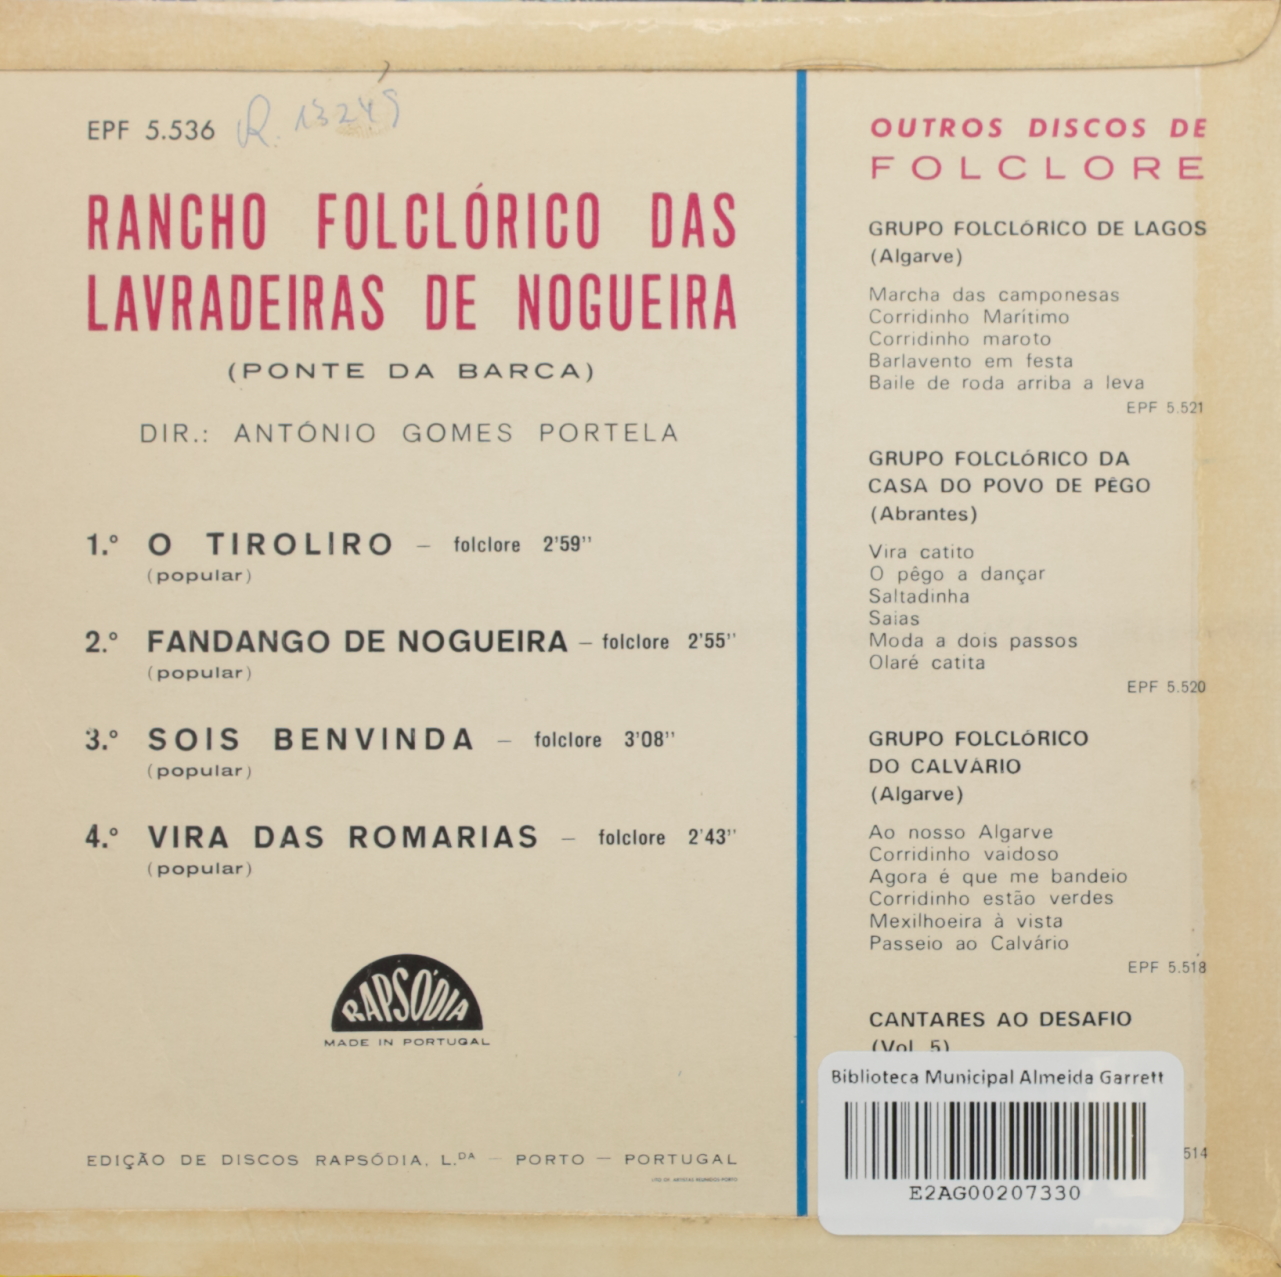 EPF 5.536
R. 13249
RANCHO FOLCLÓRICO DAS
LAVRADEIRAS DE NOGUEIRA
(PONTE DA BARCA)
DIR.: ANTÓNIO GOMES PORTELA
1.º O TIROLIRO — folclore 2'59''
(popular)
2.º FANDANGO DE NOGUEIRA — folclore 2'55''
(popular)
3.º SOIS BENVINDA — folclore 3'08''
(popular)
4.º VIRA DAS ROMARIAS — folclore 2'43''
(popular)
RAPSÓDIA
MADE IN PORTUGAL
EDIÇÃO DE DISCOS RAPSÓDIA, L.DA — PORTO — PORTUGAL
OUTROS DISCOS DE
FOLCLORE
GRUPO FOLCLÓRICO DE LAGOS
(Algarve)
Marcha das camponesas
Corridinho Marítimo
Corridinho maroto
Barlavento em festa
Baile de roda arriba a leva
EPF 5.521
GRUPO FOLCLÓRICO DA
CASA DO POVO DE PÊGO
(Abrantes)
Vira catito
O pêgo a dançar
Saltadinha
Saias
Moda a dois passos
Olaré catita
EPF 5.520
GRUPO FOLCLÓRICO
DO CALVÁRIO
(Algarve)
Ao nosso Algarve
Corridinho vaidoso
Agora é que me bandeio
Corridinho estão verdes
Mexilhoeira à vista
Passeio ao Calvário
EPF 5.518
CANTARES AO DESAFIO
(Vol. 5)
514
Biblioteca Municipal Almeida Garrett
E2AG00207330